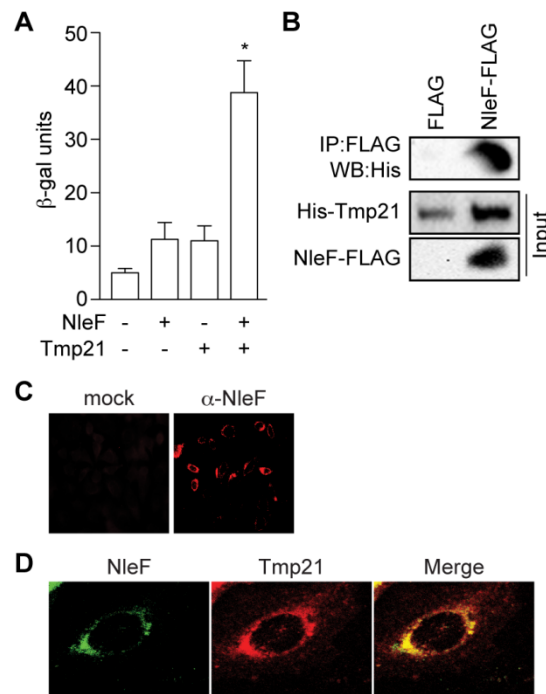 A
β-gal units
50
40
30
20
10
0
*
NleF - + - +
Tmp21 - - + +
B
FLAG
NleF-FLAG
IP:FLAG
WB:His
His-Tmp21
NleF-FLAG
Input
C
mock
α-NleF
D
NleF Tmp21 Merge